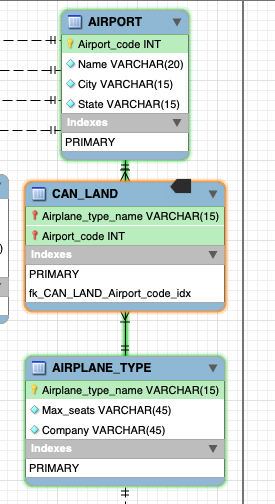 AIRPORT
Airport_code INT
Name VARCHAR(20)
City VARCHAR(15)
State VARCHAR(15)
Indexes
PRIMARY
CAN_LAND
Airplane_type_name VARCHAR(15)
Airport_code INT
Indexes
PRIMARY
fk_CAN_LAND_Airport_code_idx
AIRPLANE_TYPE
Airplane_type_name VARCHAR(15)
Max_seats VARCHAR(45)
Company VARCHAR(45)
Indexes
PRIMARY